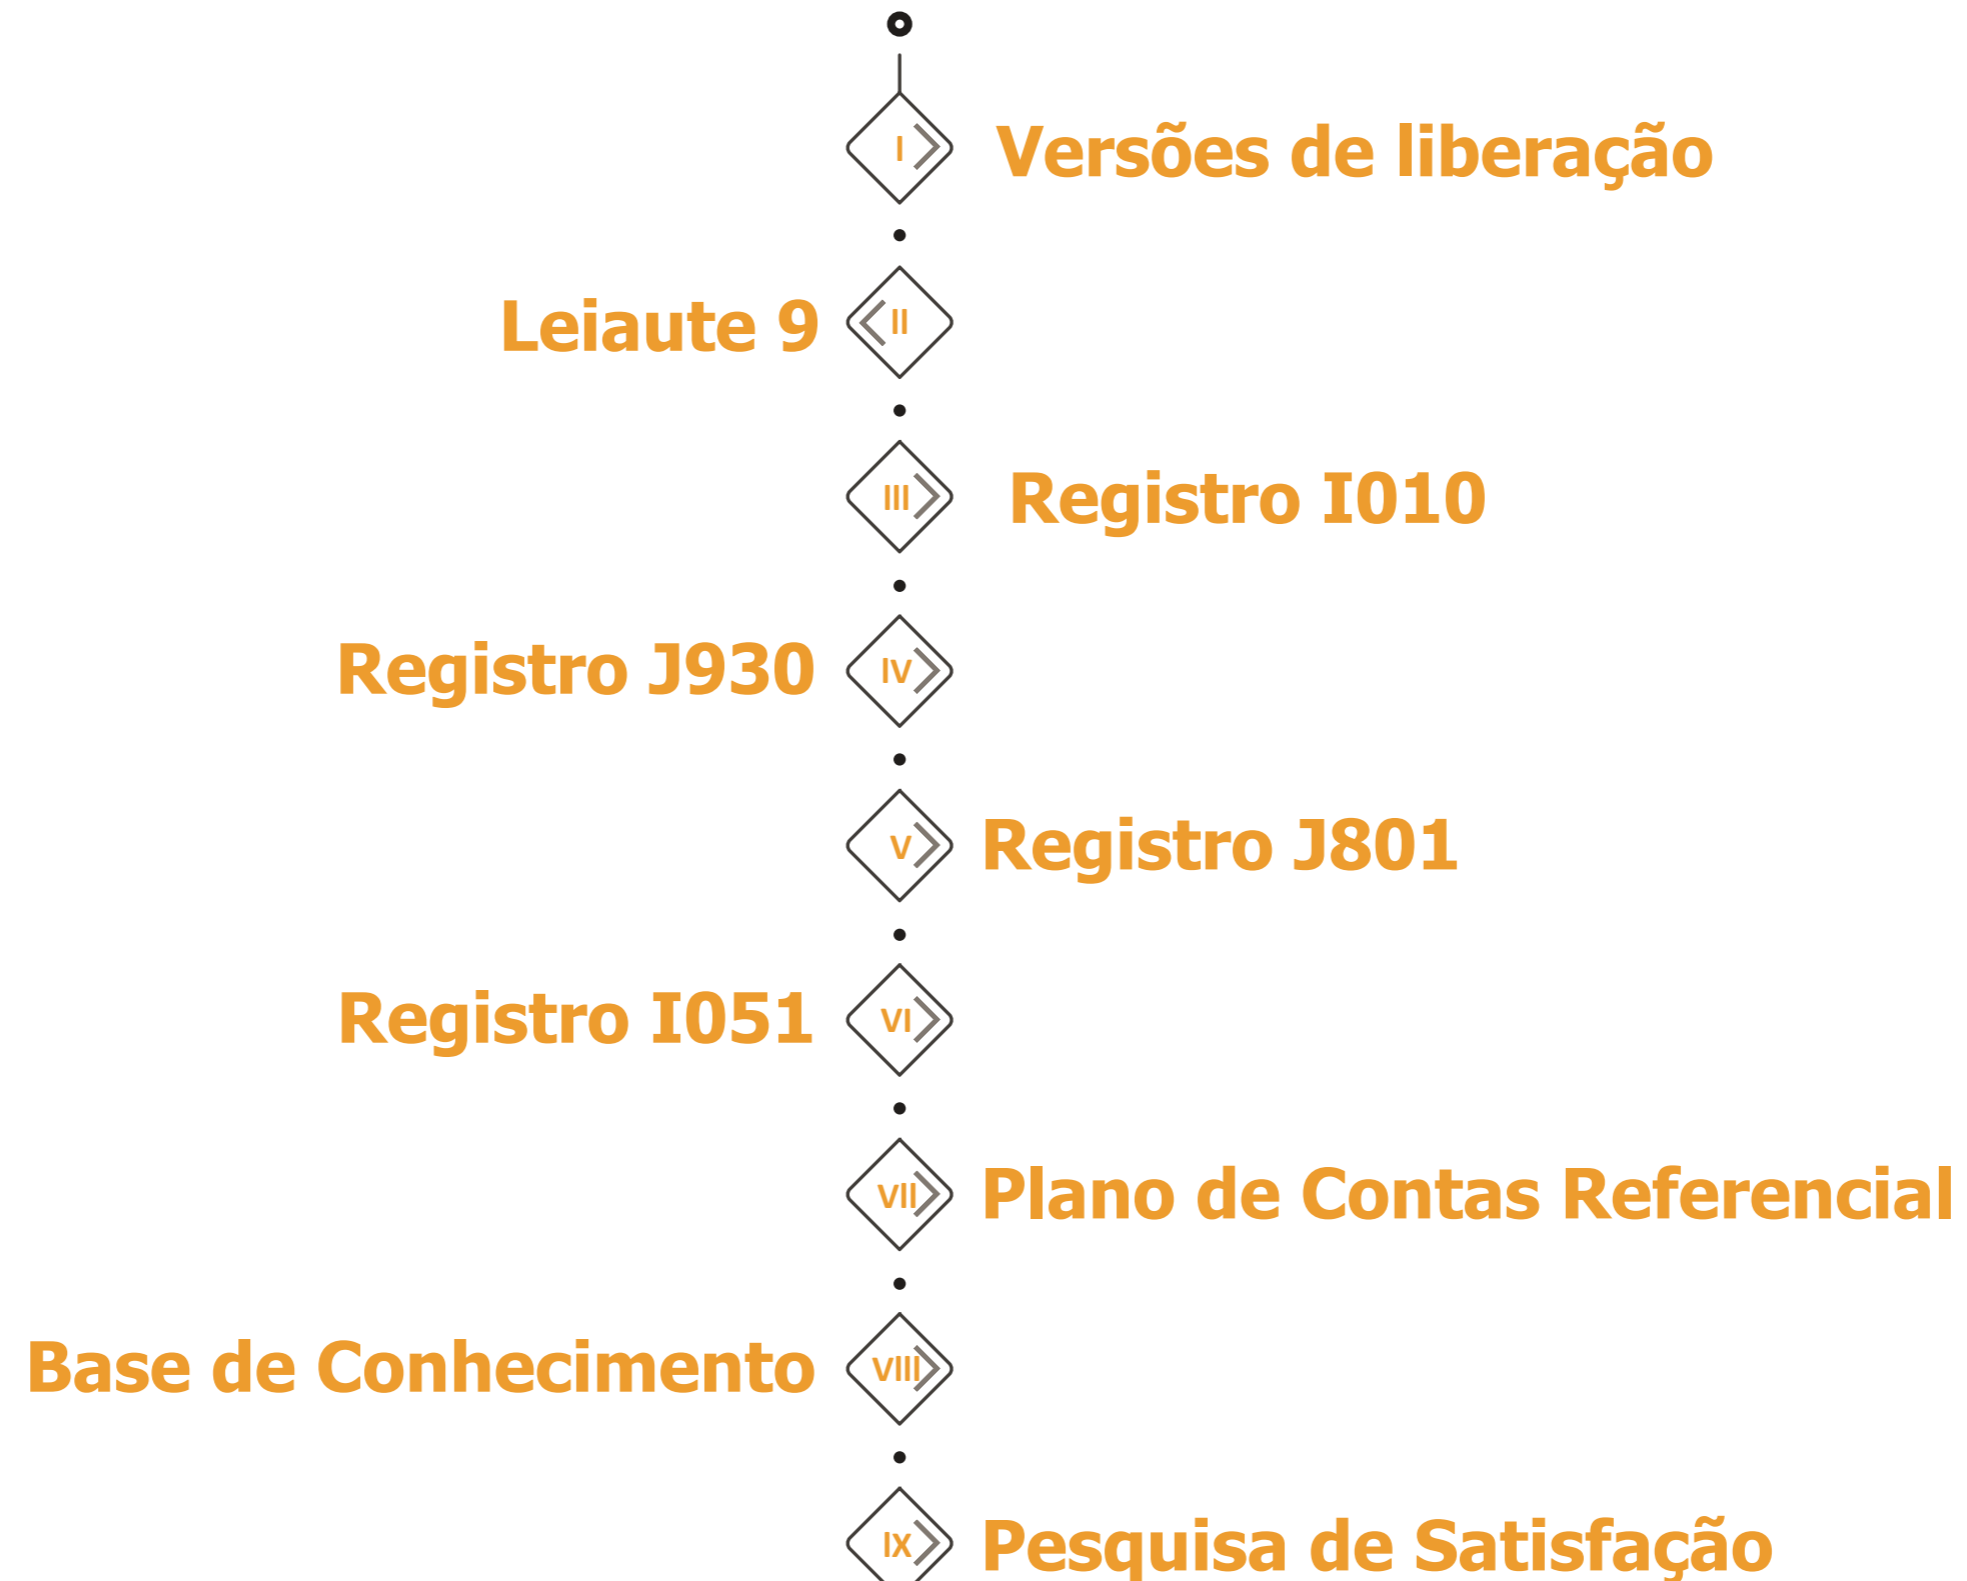 I
Versões de liberação
Leiaute 9
II
III
Registro I010
Registro J930
IV
V
Registro J801
Registro I051
VI
VII
Plano de Contas Referencial
Base de Conhecimento
VIII
IX
Pesquisa de Satisfação